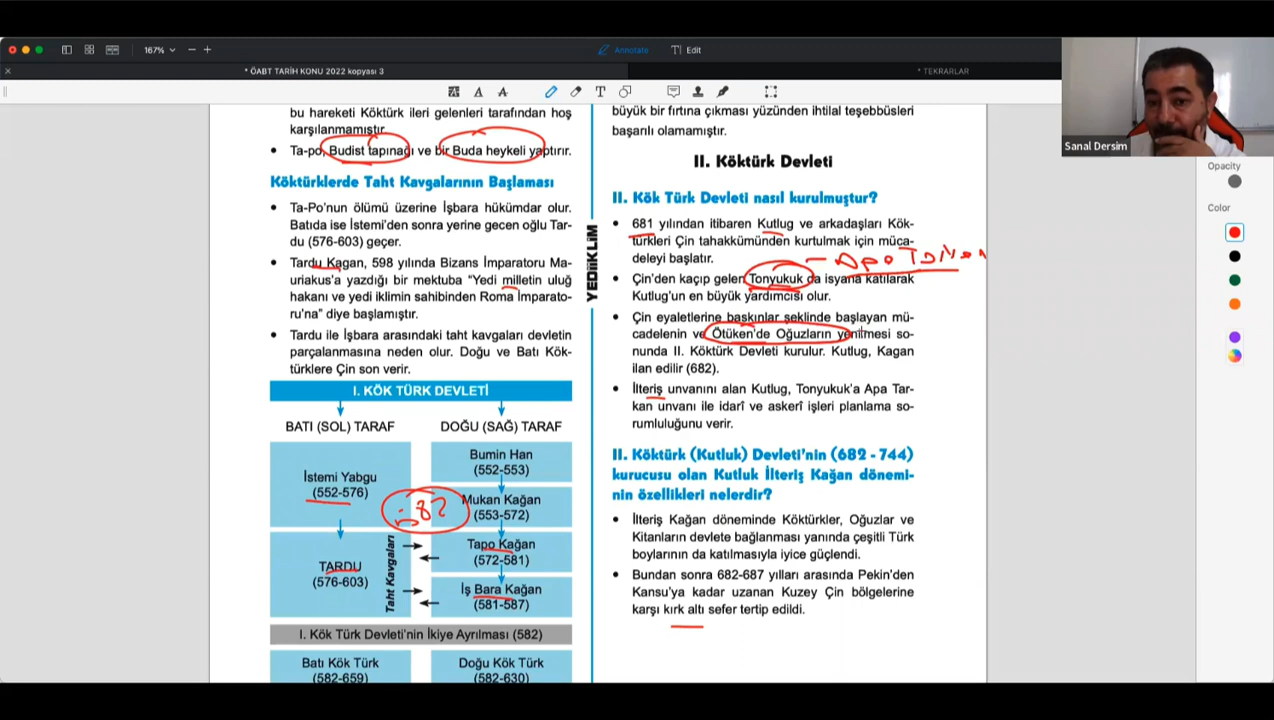 167%
Annotate
Edit
* ÖABT TARİH KONU 2022 kopyası 3
* TEKRARLAR
bu hareketi Köktürk ileri gelenleri tarafından hoş
karşılanmamıştır.
• Ta-po, Budist tapınağı ve bir Buda heykeli yaptırır.
Köktürklerde Taht Kavgalarının Başlaması
• Ta-Po'nun ölümü üzerine İşbara hükümdar olur.
Batıda ise İstemi'den sonra yerine gecen oğlu Tar-
du (576-603) geçer.
• Tardu Kagan, 598 yılında Bizans İmparatoru Ma-
uriakus'a yazdığı bir mektuba "Yedi milletin uluğ
hakanı ve yedi iklimin sahibinden Roma İmparato-
ru'na" diye başlamıştır.
• Tardu ile İşbara arasındaki taht kavgaları devletin
parçalanmasına neden olur. Doğu ve Batı Kök-
türklere Çin son verir.
I. KÖK TÜRK DEVLETİ
BATI (SOL) TARAF
DOĞU (SAĞ) TARAF
İstemi Yabgu
(552-576)
TARDU
(576-603)
582
Taht Kavgaları
Bumin Han
(552-553)
Mukan Kağan
(553-572)
Tapo Kağan
(572-581)
İş Bara Kağan
(581-587)
I. Kök Türk Devleti'nin İkiye Ayrılması (582)
Batı Kök Türk
(582-659)
Doğu Kök Türk
(582-630)
YEDİİKLİM
büyük bir fırtına çıkması yüzünden ihtilal teşebbüsleri
başarılı olamamıştır.
II. Köktürk Devleti
II. Kök Türk Devleti nasıl kurulmuştur?
• 681 yılından itibaren Kutlug ve arkadaşları Kök-
türkleri Çin tahakkümünden kurtulmak için müca-
deleyi başlatır.
Apa
• Çin'den kaçıp gelen Tonyukuk da isyana katılarak
Kutlug'un en büyük yardımcısı olur.
• Çin eyaletlerine baskınlar şeklinde başlayan mü-
cadelenin ve Ötüken'de Oğuzların yenilmesi so-
nunda II. Köktürk Devleti kurulur. Kutlug, Kagan
ilan edilir (682).
• İlteriş unvanını alan Kutlug, Tonyukuk'a Apa Tar-
kan unvanı ile idarî ve askerî işleri planlama so-
rumluluğunu verir.
II. Köktürk (Kutluk) Devleti'nin (682 - 744)
kurucusu olan Kutluk İlteriş Kağan dönemi-
nin özellikleri nelerdir?
• İlteriş Kağan döneminde Köktürkler, Oğuzlar ve
Kitanların devlete bağlanması yanında çeşitli Türk
boylarının da katılmasıyla iyice güçlendi.
• Bundan sonra 682-687 yılları arasında Pekin'den
Kansu'ya kadar uzanan Kuzey Çin bölgelerine
karşı kırk altı sefer tertip edildi.
Sanal Dersim
Opacity
Color